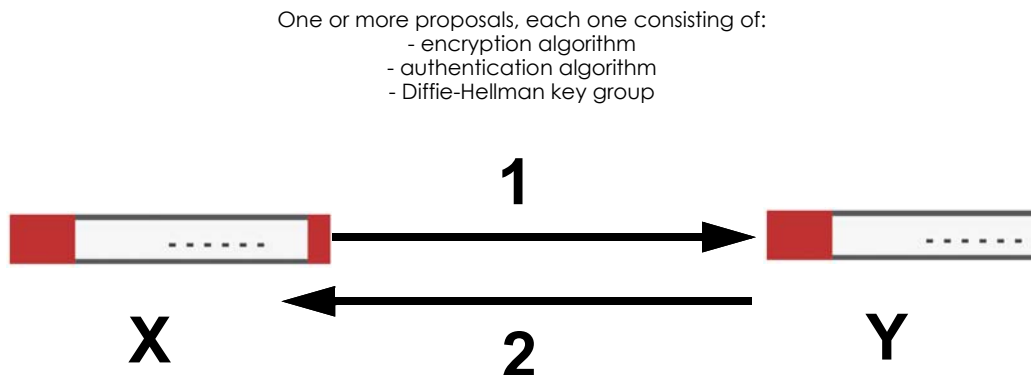 One or more proposals, each one consisting of:
- encryption algorithm
- authentication algorithm
- Diffie-Hellman key group
1
X
Y
2